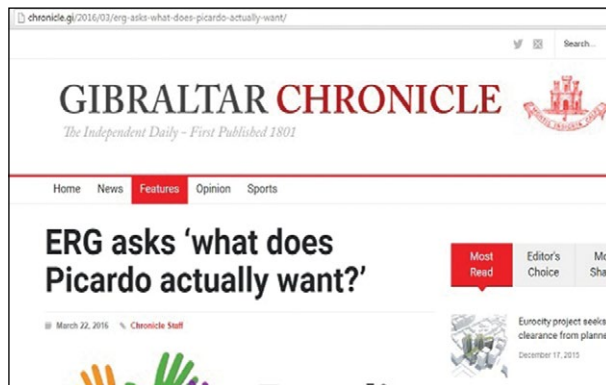 chronicle.gi/2016/03/erg-asks-what-does-picardo-actually-want/
Search...
GIBRALTAR CHRONICLE
The Independent Daily – First Published 1801
Home News Features Opinion Sports
ERG asks ‘what does
Picardo actually want?’
March 22, 2016 Chronicle Staff
Most
Read
Editor's
Choice
Eurocity project seeks
clearance from
December 17, 2015